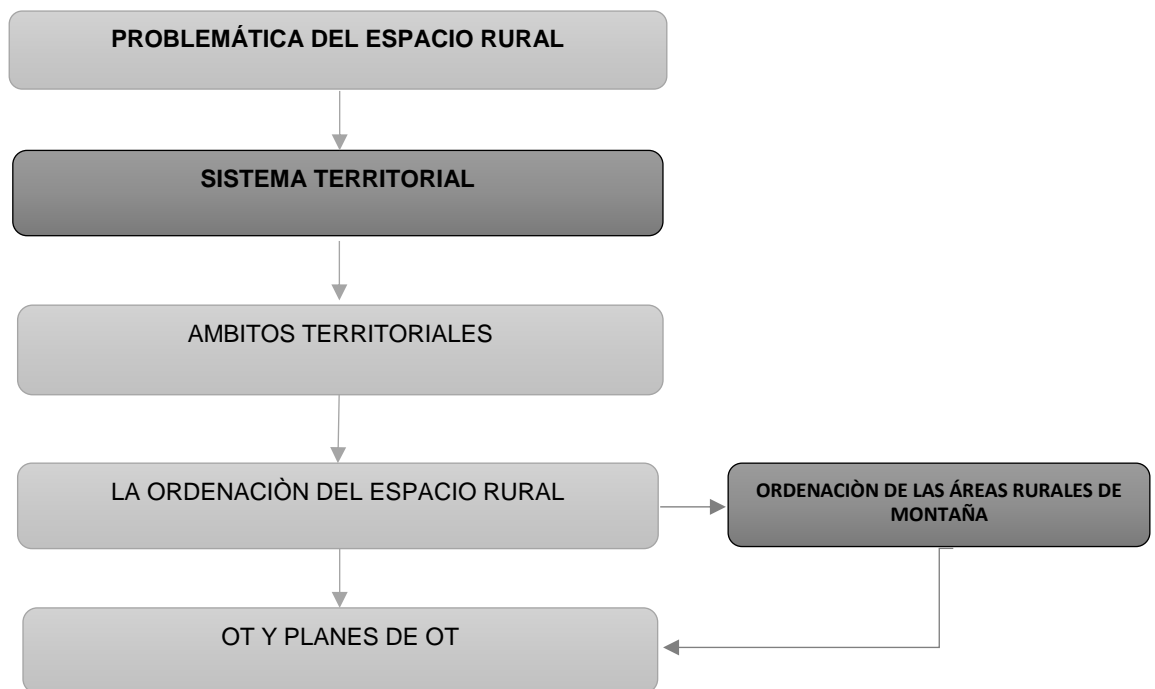 PROBLEMÁTICA DEL ESPACIO RURAL
SISTEMA TERRITORIAL
AMBITOS TERRITORIALES
LA ORDENACIÒN DEL ESPACIO RURAL
ORDENACIÒN DE LAS ÁREAS RURALES DE
MONTAÑA
OT Y PLANES DE OT